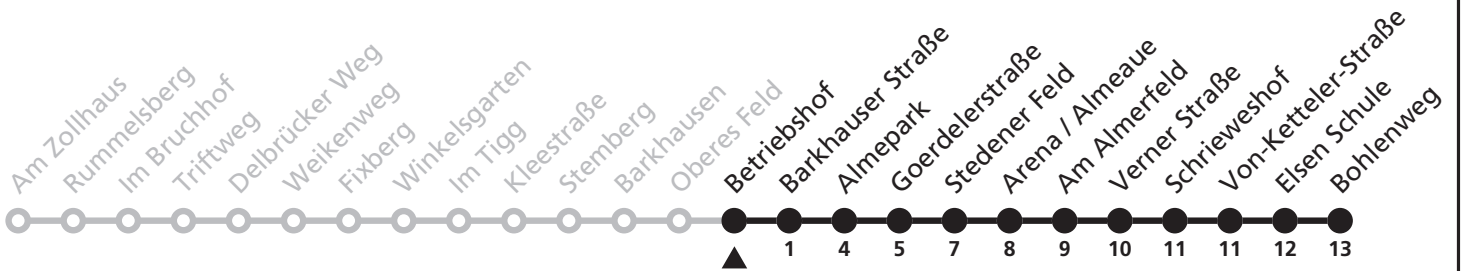 Am Zollhaus
Rummelsberg
Im Bruchhof
Triftweg
Delbrücker Weg
Weikenweg
Fixberg
Winkelsgarten
Im Tigg
Kleestraße
Stemberg
Barkhausen
Oberes Feld
Betriebshof
Barkhauser Straße
Almepark
Goerdelerstraße
Stedener Feld
Arena / Almeaue
Am Almerfeld
Verner Straße
Schrieweshof
Von-Ketteler-Straße
Elsen Schule
Bohlenweg
1 4 5 7 8 9 10 11 11 12 13